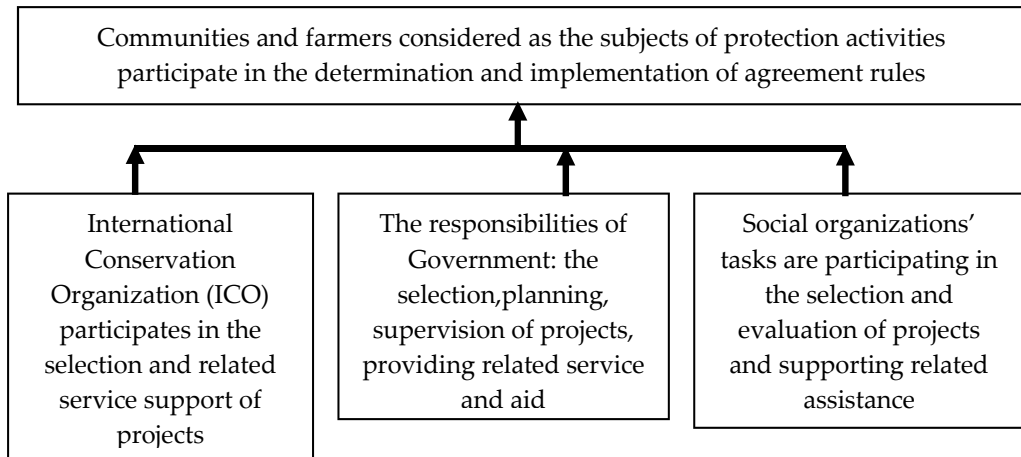 Communities and farmers considered as the subjects of protection activities
participate in the determination and implementation of agreement rules
International
Conservation
Organization (ICO)
participates in the
selection and related
service support of
projects
The responsibilities of
Government: the
selection,planning,
supervision of projects,
providing related service
and aid
Social organizations’
tasks are participating in
the selection and
evaluation of projects
and supporting related
assistance